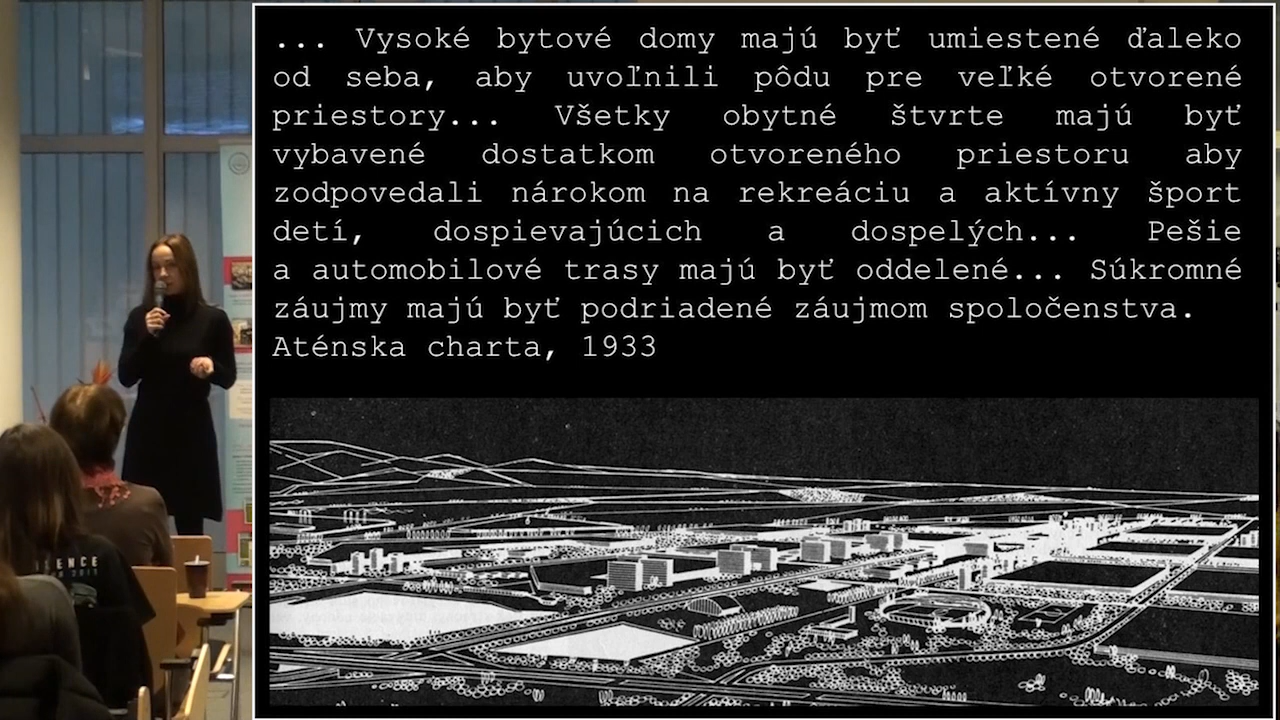 ... Vysoké bytové domy majú byť umiestené ďaleko
od seba, aby uvoľnili pôdu pre veľké otvorené
priestory... Všetky obytné štvrte majú byť
vybavené dostatkom otvoreného priestoru aby
zodpovedali nárokom na rekreáciu a aktívny šport
detí, dospievajúcich a dospelých... Pešie
a automobilové trasy majú byť oddelené... Súkromné
záujmy majú byť podriadené záujmom spoločenstva.
Aténska charta, 1933